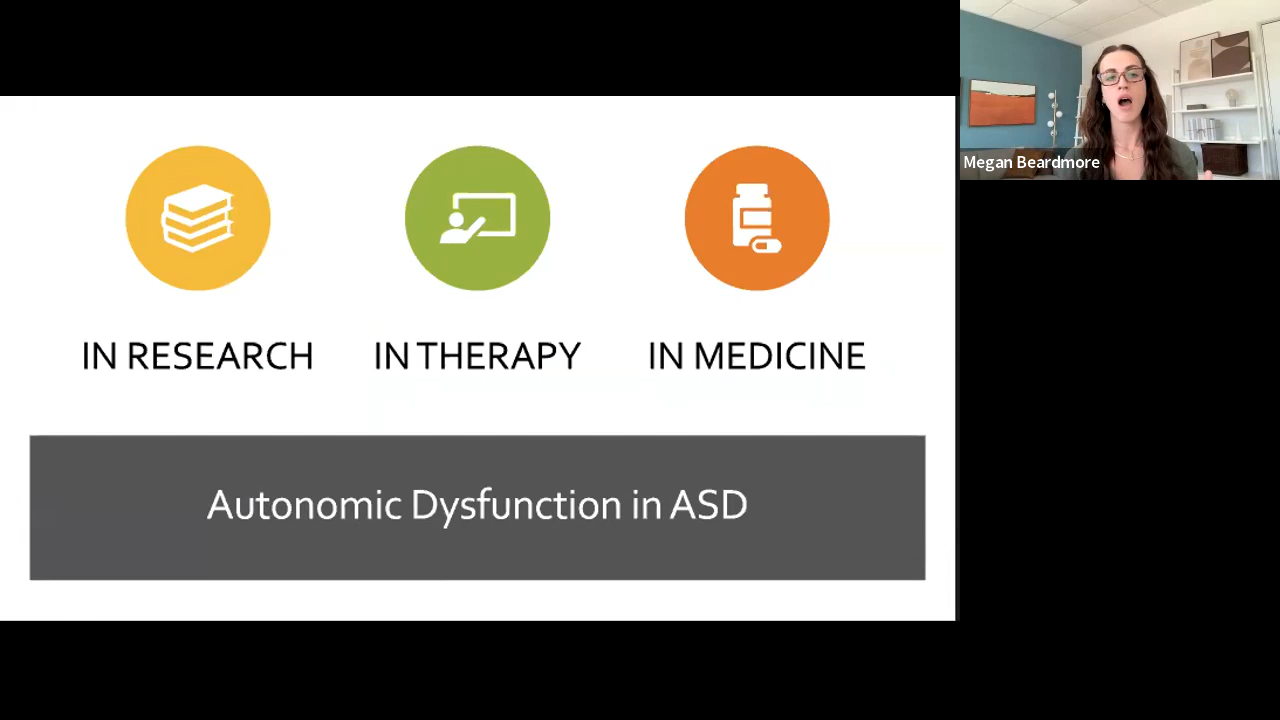 Megan Beardmore
IN RESEARCH
IN THERAPY
IN MEDICINE
Autonomic Dysfunction in ASD